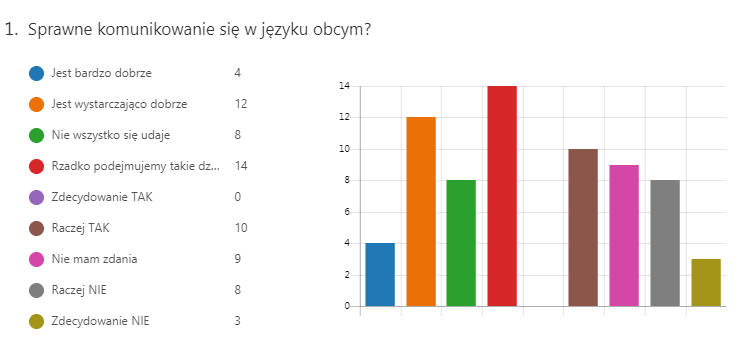 1. Sprawne komunikowanie się w języku obcym?
Jest bardzo dobrze 4
Jest wystarczająco dobrze 12
Nie wszystko się udaje 8
Rzadko podejmujemy takie dz... 14
Zdecydowanie TAK 0
Raczej TAK 10
Nie mam zdania 9
Raczej NIE 8
Zdecydowanie NIE 3
14
12
10
8
6
4
2
0